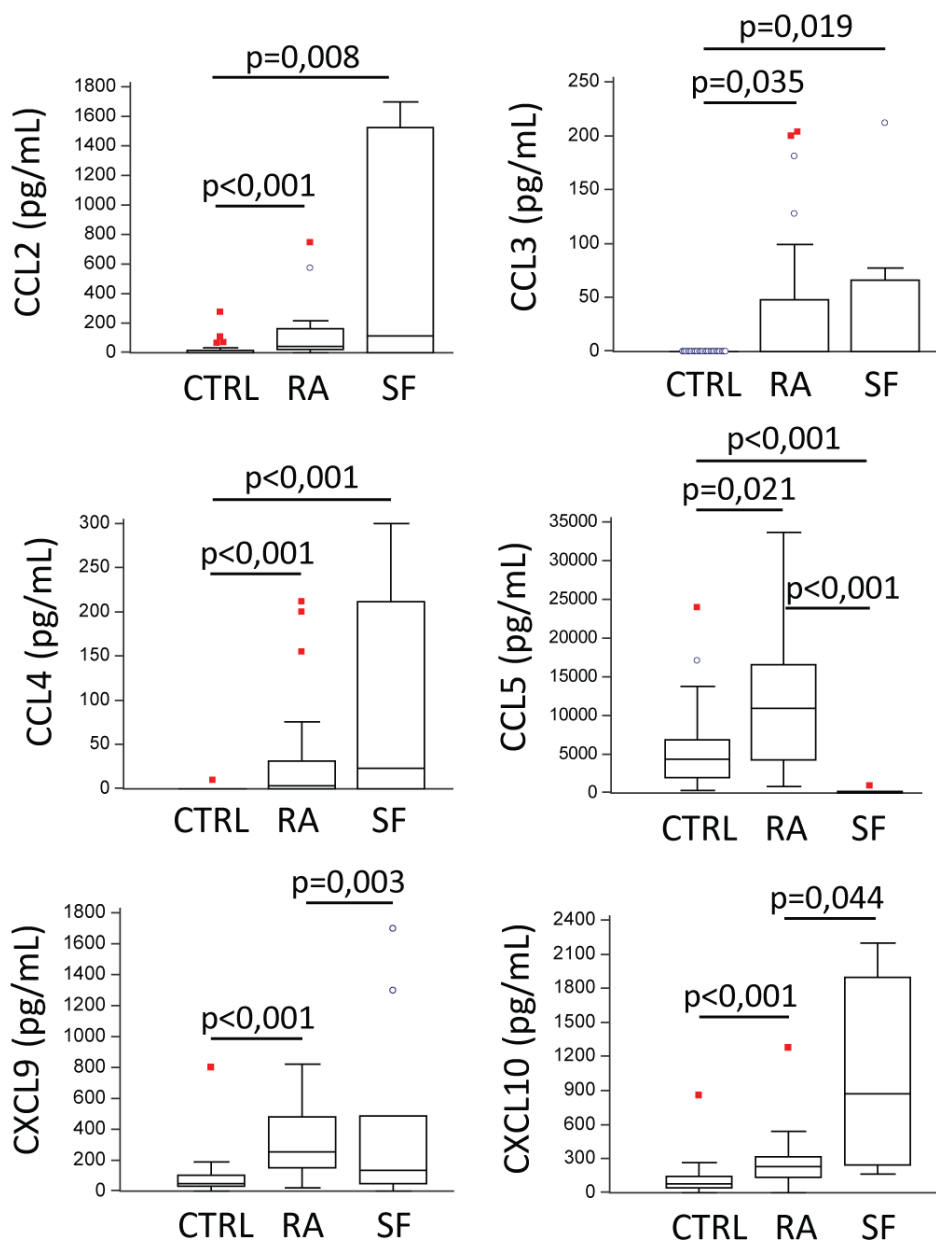 p=0,008
CCL2 (pg/mL)
1800
1600
1400
1200
1000
800
600
400
200
0
p<0,001
CTRL RA SF
p=0,019
p=0,035
CCL3 (pg/mL)
250
200
150
100
50
0
CTRL RA SF
p<0,001
p<0,001
CCL4 (pg/mL)
300
250
200
150
100
50
0
CTRL RA SF
p<0,001
p=0,021
p<0,001
CCL5 (pg/mL)
35000
30000
25000
20000
15000
10000
5000
0
CTRL RA SF
p=0,003
p<0,001
CXCL9 (pg/mL)
1800
1600
1400
1200
1000
800
600
400
200
0
CTRL RA SF
p=0,044
p<0,001
CXCL10 (pg/mL)
2400
2100
1800
1500
1200
900
600
300
0
CTRL RA SF